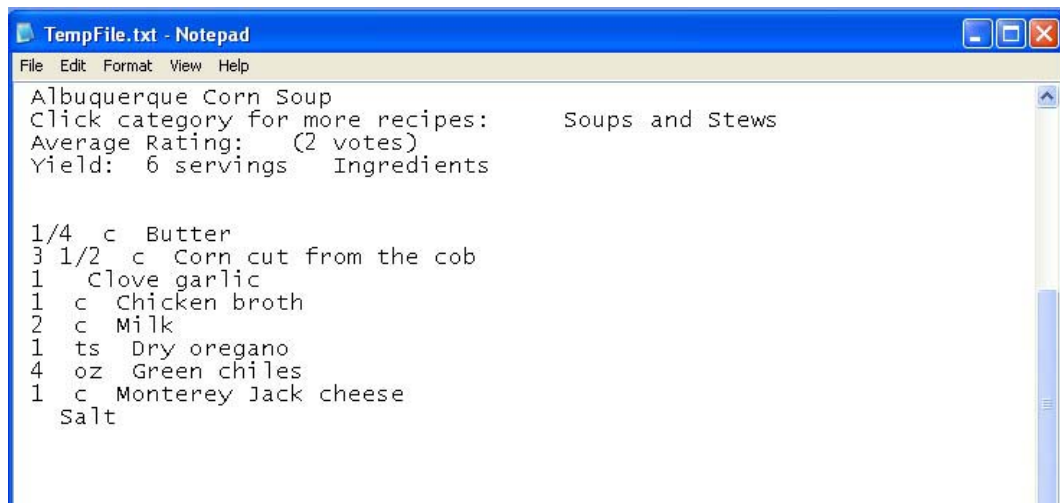 TempFile.txt - Notepad
File Edit Format View Help
Albuquerque Corn Soup
Click category for more recipes: Soups and Stews
Average Rating: (2 votes)
Yield: 6 servings Ingredients
1/4 c Butter
3 1/2 c Corn cut from the cob
1 Clove garlic
1 c Chicken broth
2 c Milk
1 ts Dry oregano
4 oz Green chiles
1 c Monterey Jack cheese
Salt